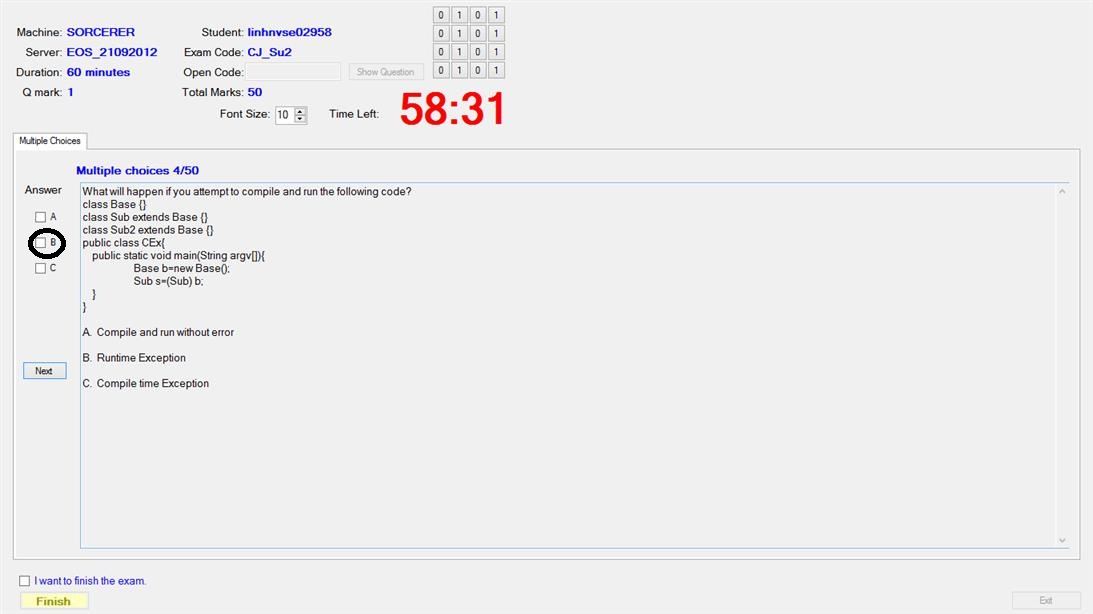 Machine: SORCERER
Student: linhnvse02958
0 1 0 1
Server: EOS_21092012
Exam Code: CJ_Su2
0 1 0 1
Duration: 60 minutes
Open Code:
Show Question
0 1 0 1
Q mark: 1
Total Marks: 50
0 1 0 1
Font Size: 10
Time Left: 58:31
Multiple Choices
Multiple choices 4/50
Answer
A
B
C
Next
What will happen if you attempt to compile and run the following code?
class Base {}
class Sub extends Base {}
class Sub2 extends Base {}
public class CEx{
public static void main(String argv[]){
Base b=new Base();
Sub s=(Sub) b;
}
}
A. Compile and run without error
B. Runtime Exception
C. Compile time Exception
I want to finish the exam.
Finish
Exit